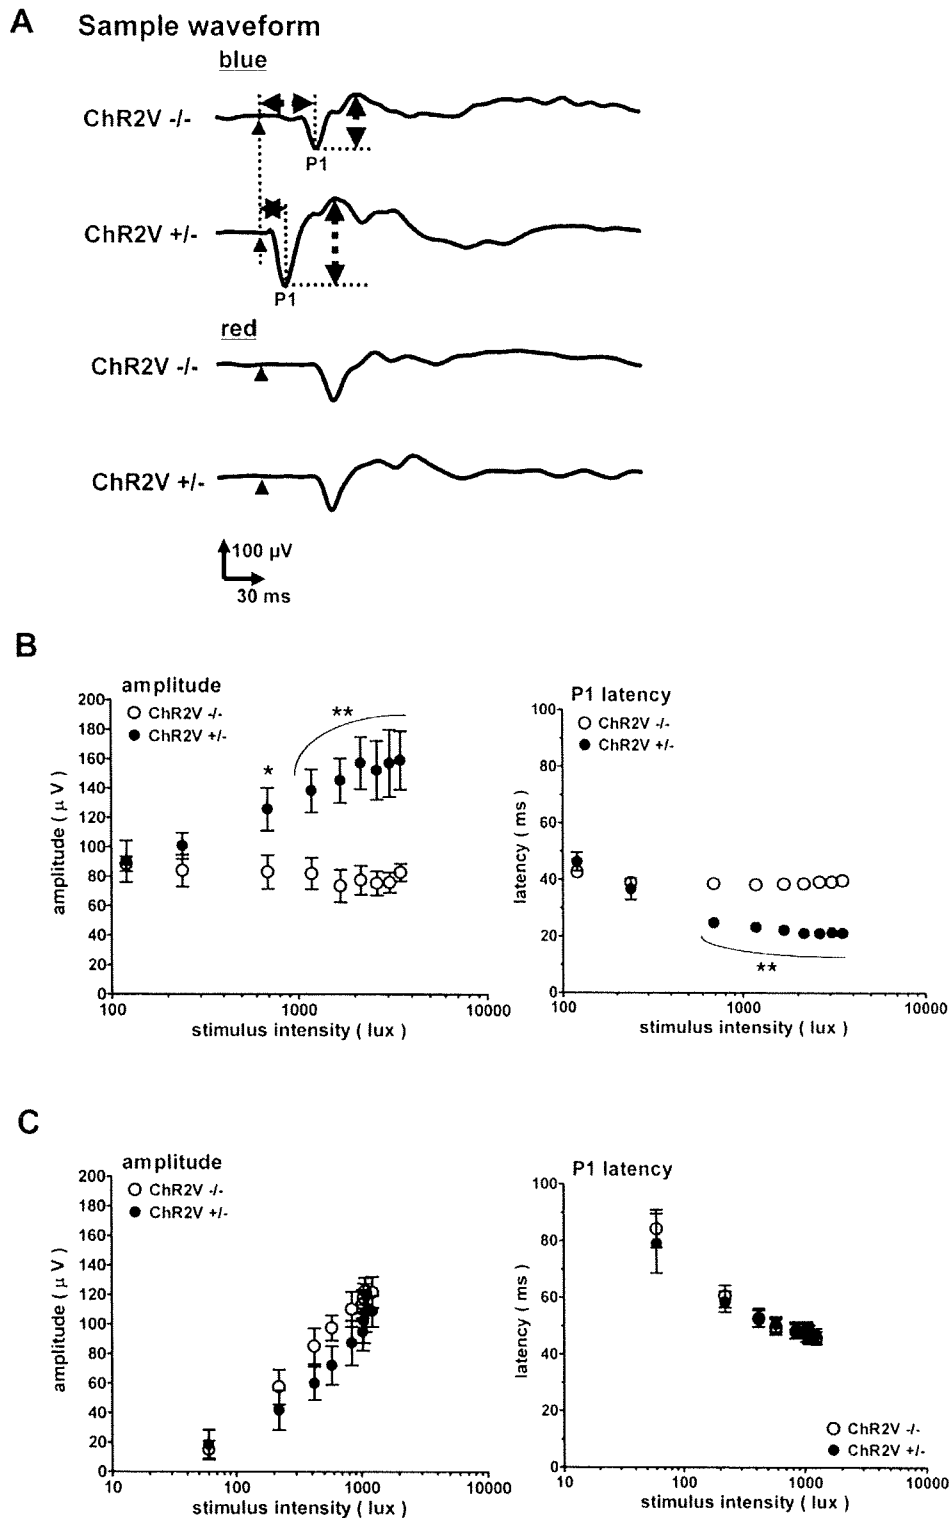 A Sample waveform
blue
ChR2V -/-
P1
ChR2V +/-
P1
red
ChR2V -/-
ChR2V +/-
100 µV
30 ms
B
amplitude
ChR2V -/-
ChR2V +/-
*
**
200
180
160
140
120
100
80
60
40
20
0
amplitude ( µ V )
100 1000 10000
stimulus intensity ( lux )
P1 latency
ChR2V -/-
ChR2V +/-
**
100
80
60
40
20
0
latency ( ms )
100 1000 10000
stimulus intensity ( lux )
C
amplitude
ChR2V -/-
ChR2V +/-
200
180
160
140
120
100
80
60
40
20
0
amplitude ( µ V )
10 100 1000 10000
stimulus intensity ( lux )
P1 latency
100
80
60
40
20
0
latency ( ms )
ChR2V -/-
ChR2V +/-
10 100 1000 10000
stimulus intensity ( lux )